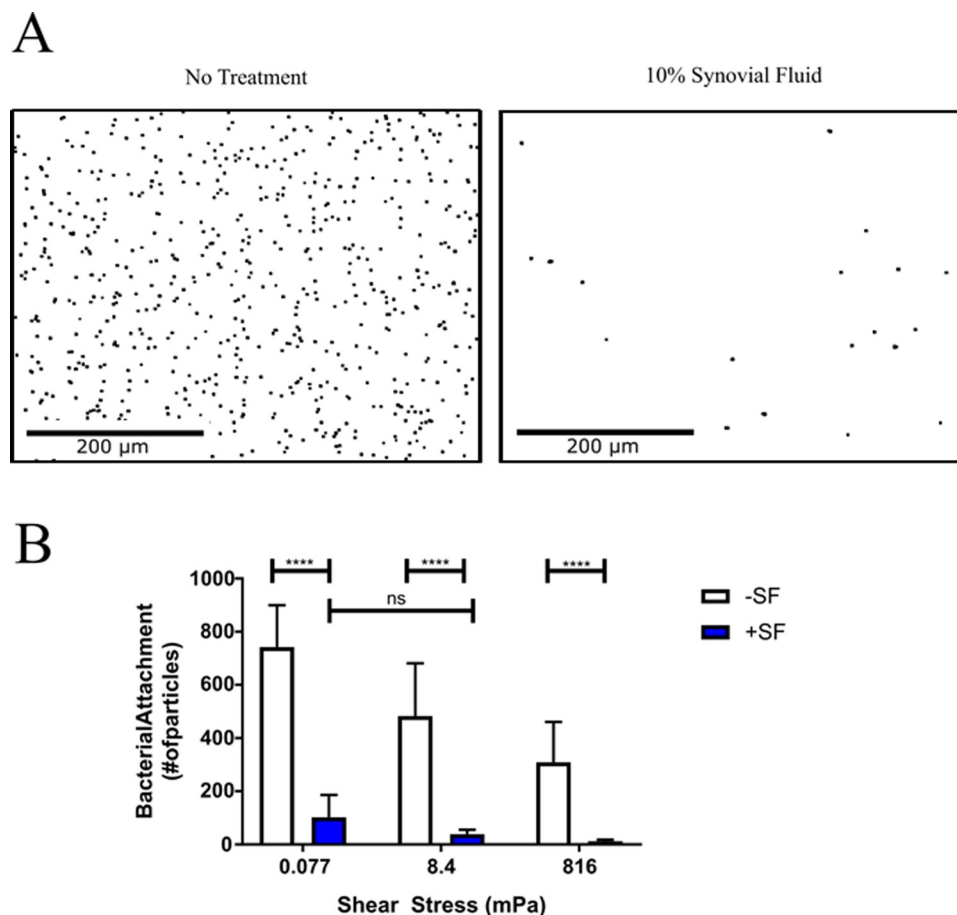 A
No Treatment
10% Synovial Fluid
200 µm
200 µm
B
1000
800
600
400
200
0
BacterialAttachment
(#ofparticles)
****
****
****
ns
-SF
+SF
0.077
8.4
816
Shear Stress (mPa)